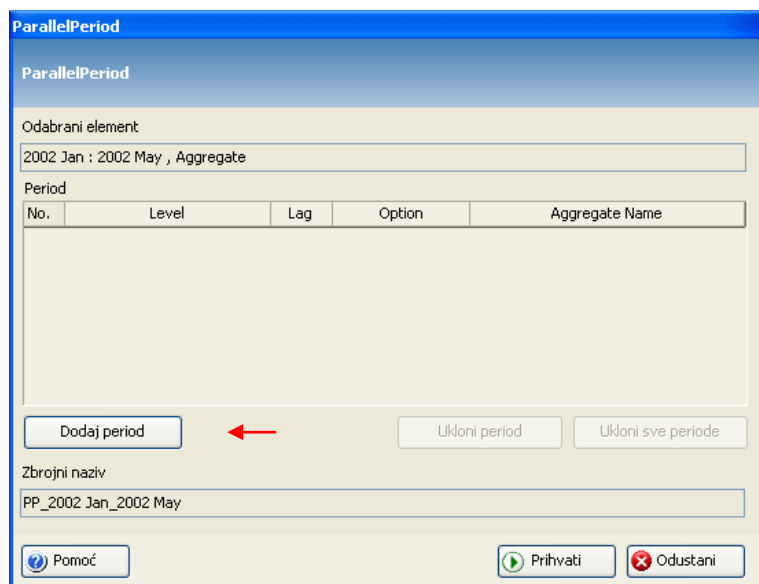 ParallelPeriod
ParallelPeriod
Odabrani element
2002 Jan : 2002 May , Aggregate
Period
No. Level Lag Option Aggregate Name
Dodaj period Ukloni period Ukloni sve periode
Zbrojni naziv
PP_2002 Jan_2002 May
Pomoć Prihvati Odustani